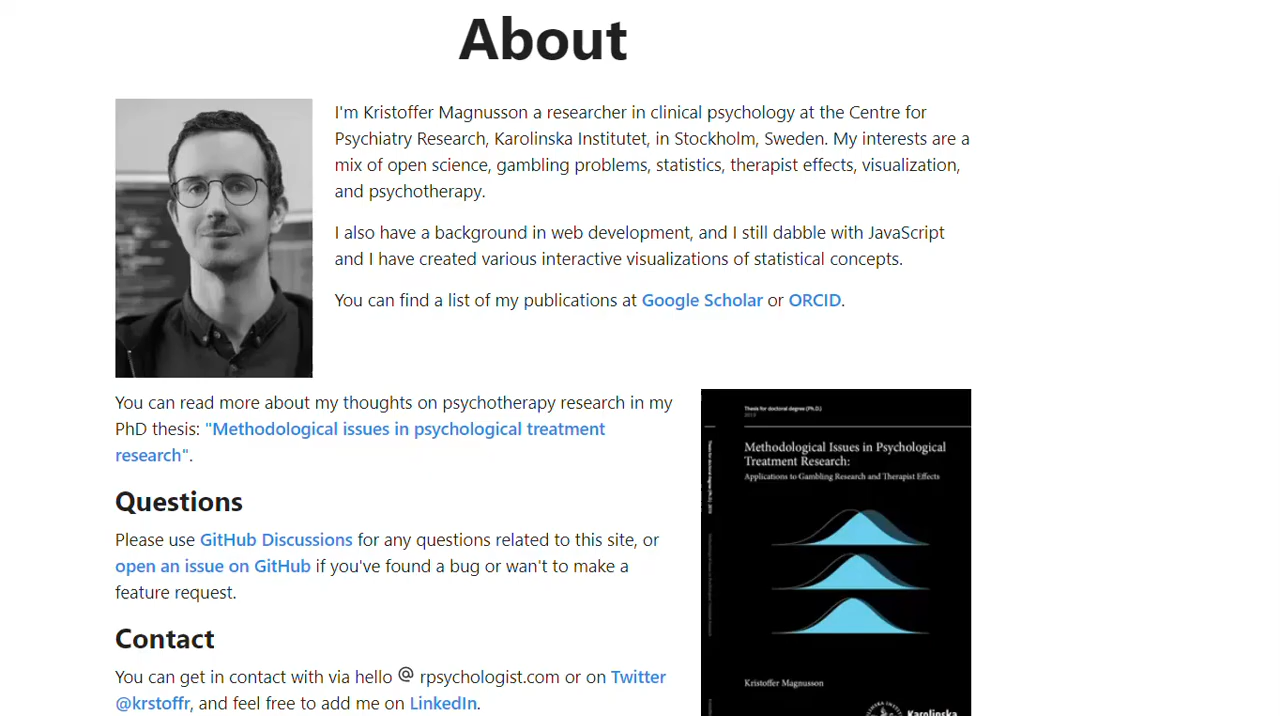 About
I'm Kristoffer Magnusson a researcher in clinical psychology at the Centre for
Psychiatry Research, Karolinska Institutet, in Stockholm, Sweden. My interests are a
mix of open science, gambling problems, statistics, therapist effects, visualization,
and psychotherapy.
I also have a background in web development, and I still dabble with JavaScript
and I have created various interactive visualizations of statistical concepts.
You can find a list of my publications at Google Scholar or ORCID.
You can read more about my thoughts on psychotherapy research in my
PhD thesis: "Methodological issues in psychological treatment
research".
Questions
Please use GitHub Discussions for any questions related to this site, or
open an issue on GitHub if you've found a bug or wan't to make a
feature request.
Contact
You can get in contact with via hello @ rpsychologist.com or on Twitter
@krstoffr, and feel free to add me on LinkedIn.
Thesis for doctoral degree (Ph.D.)
2019
Methodological Issues in Psychological
Treatment Research:
Applications to Gambling Research and Therapist Effects
Kristoffer Magnusson
Karolinska